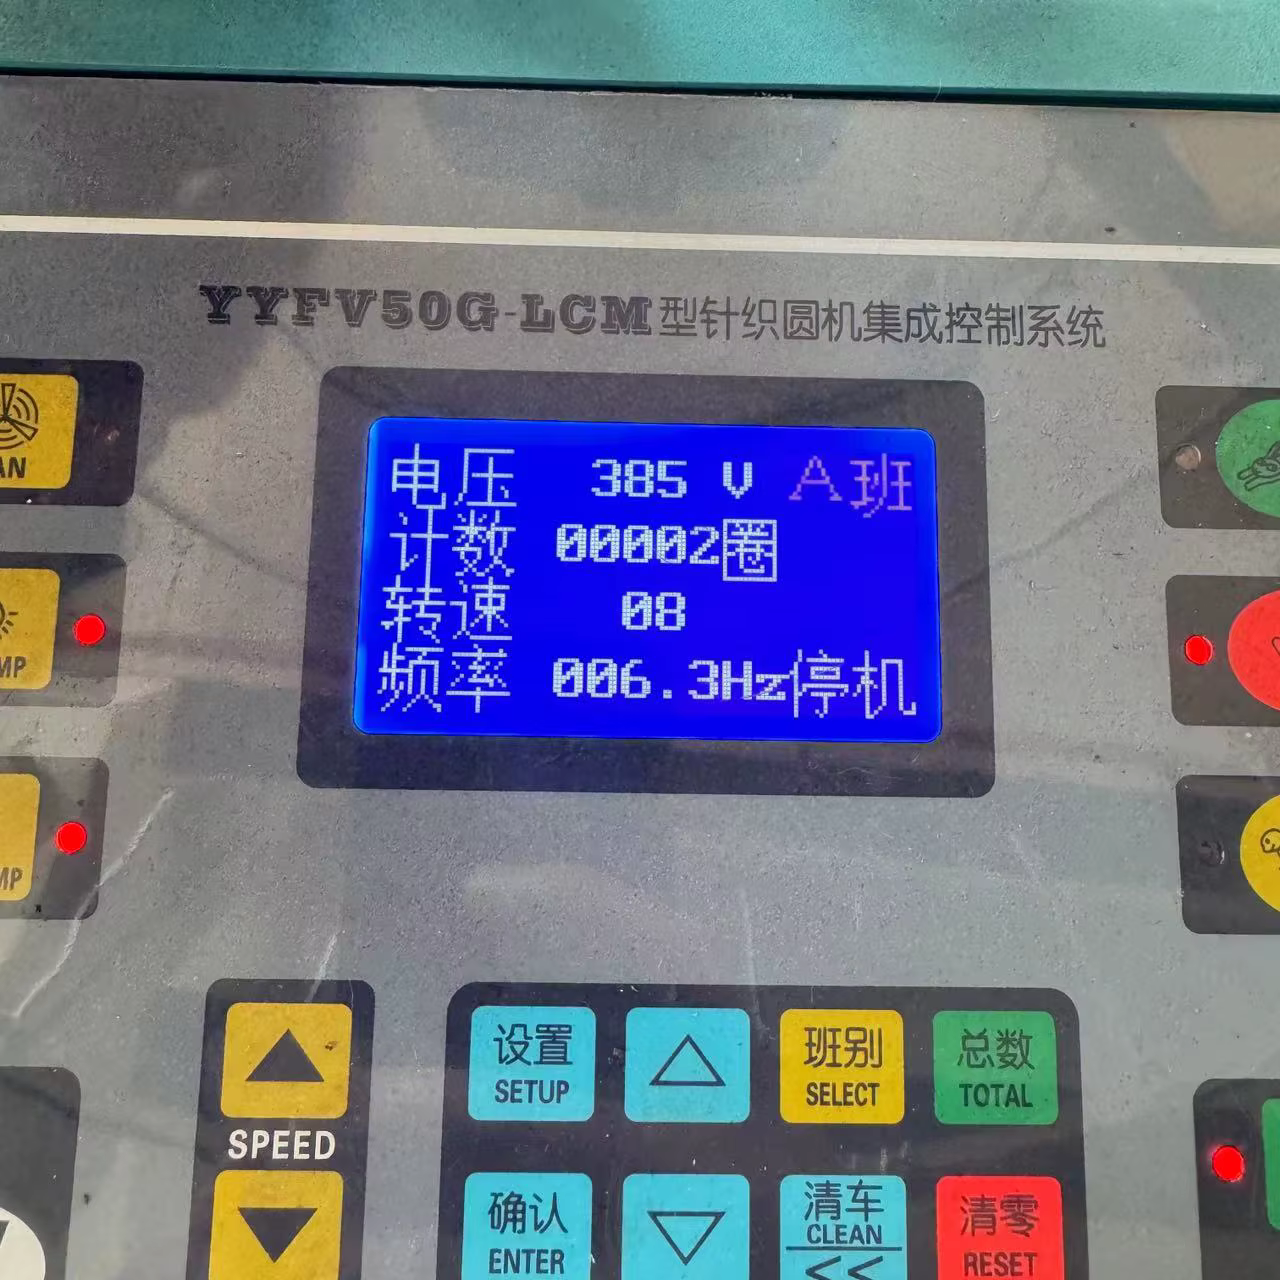 YYFV50G-LCM型针织圆机集成控制系统
电压 385 V A班
计数 00002圈
转速 08
频率 006.3Hz停机
AN
MP
MP
SPEED
设置
SETUP
班别
SELECT
总数
TOTAL
确认
ENTER
清车
CLEAN
<<
清零
RESET